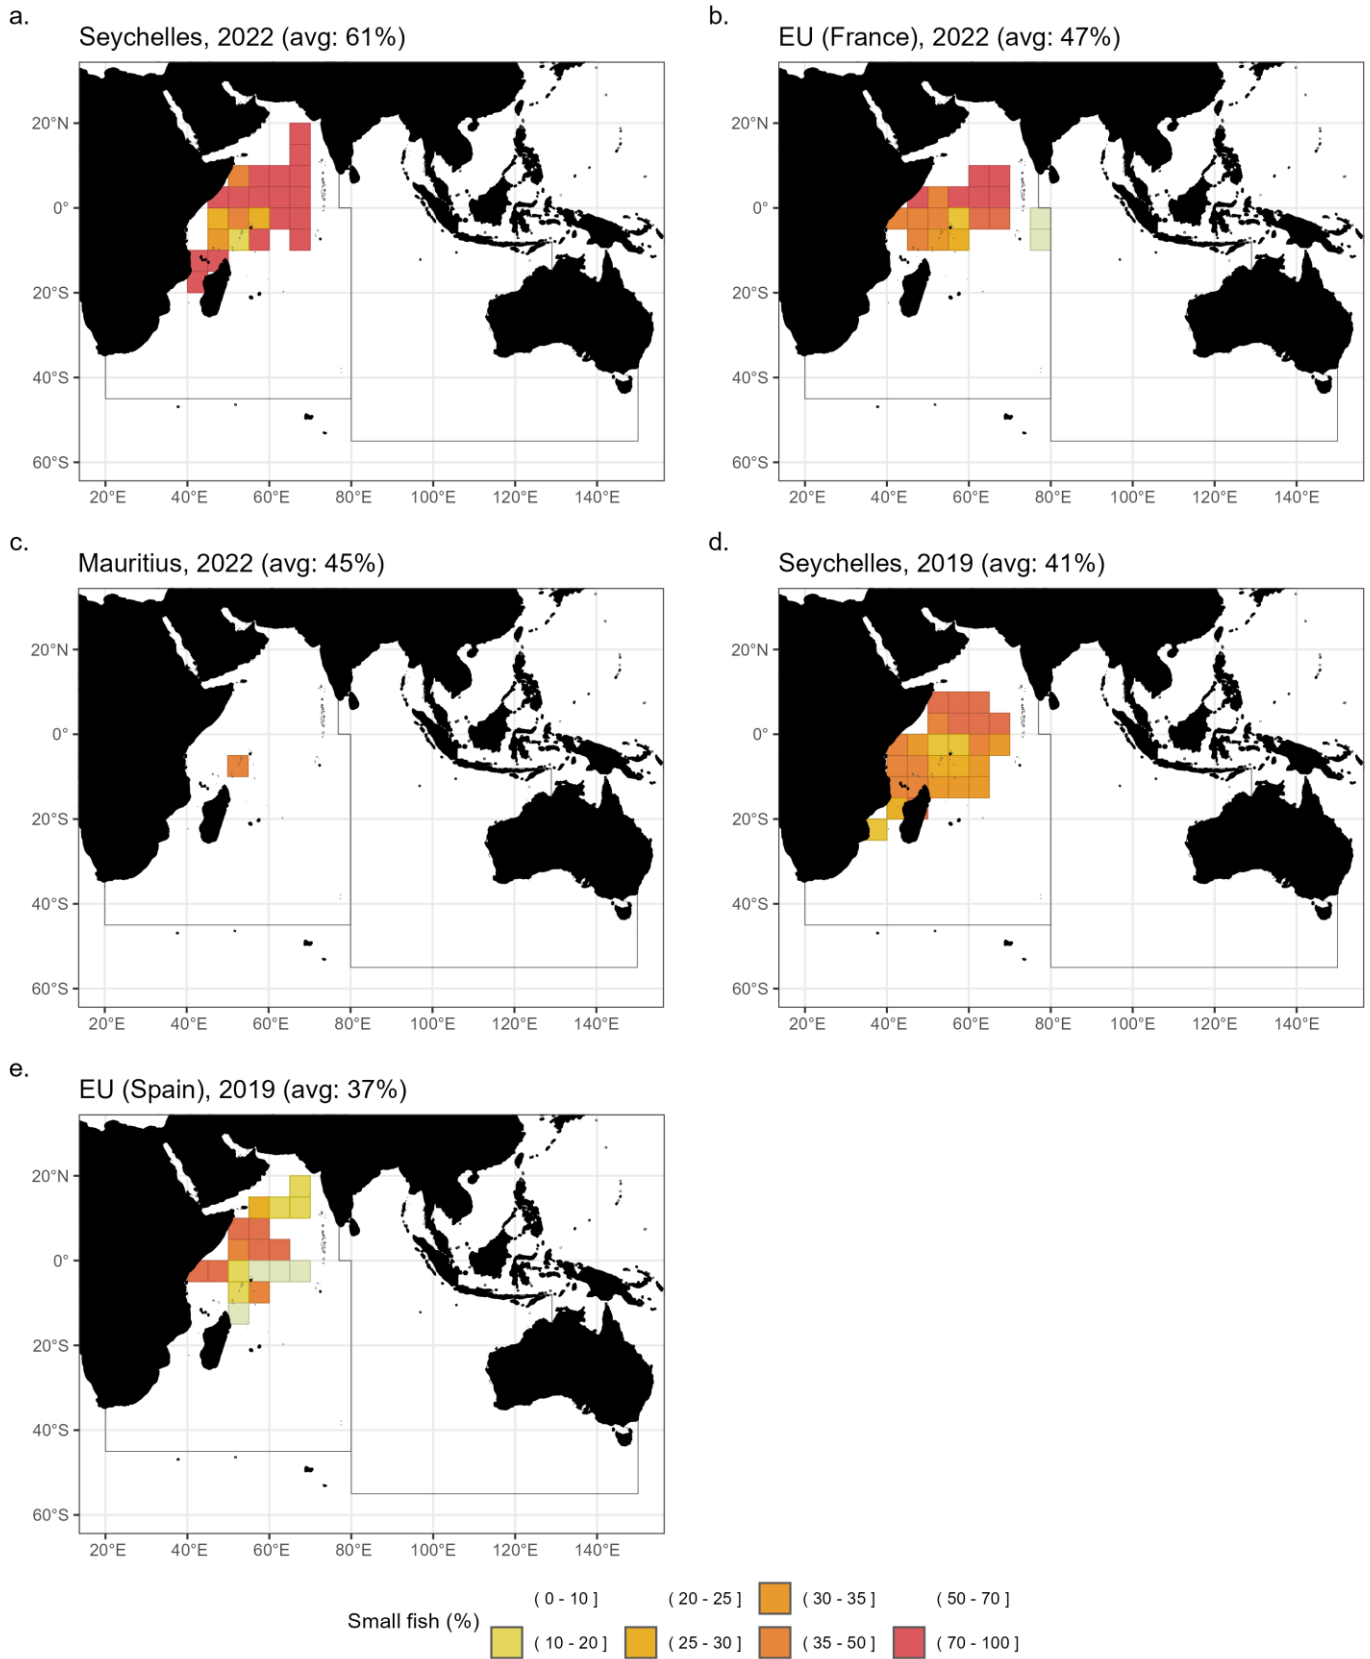 a.
Seychelles, 2022 (avg: 61%)
20°N
0°
20°S
40°S
60°S
20°E 40°E 60°E 80°E 100°E 120°E 140°E
b.
EU (France), 2022 (avg: 47%)
20°N
0°
20°S
40°S
60°S
20°E 40°E 60°E 80°E 100°E 120°E 140°E
c.
Mauritius, 2022 (avg: 45%)
20°N
0°
20°S
40°S
60°S
20°E 40°E 60°E 80°E 100°E 120°E 140°E
d.
Seychelles, 2019 (avg: 41%)
20°N
0°
20°S
40°S
60°S
20°E 40°E 60°E 80°E 100°E 120°E 140°E
e.
EU (Spain), 2019 (avg: 37%)
20°N
0°
20°S
40°S
60°S
20°E 40°E 60°E 80°E 100°E 120°E 140°E
Small fish (%)
( 0 - 10 ] ( 20 - 25 ] ( 30 - 35 ] ( 50 - 70 ]
( 10 - 20 ] ( 25 - 30 ] ( 35 - 50 ] ( 70 - 100 ]